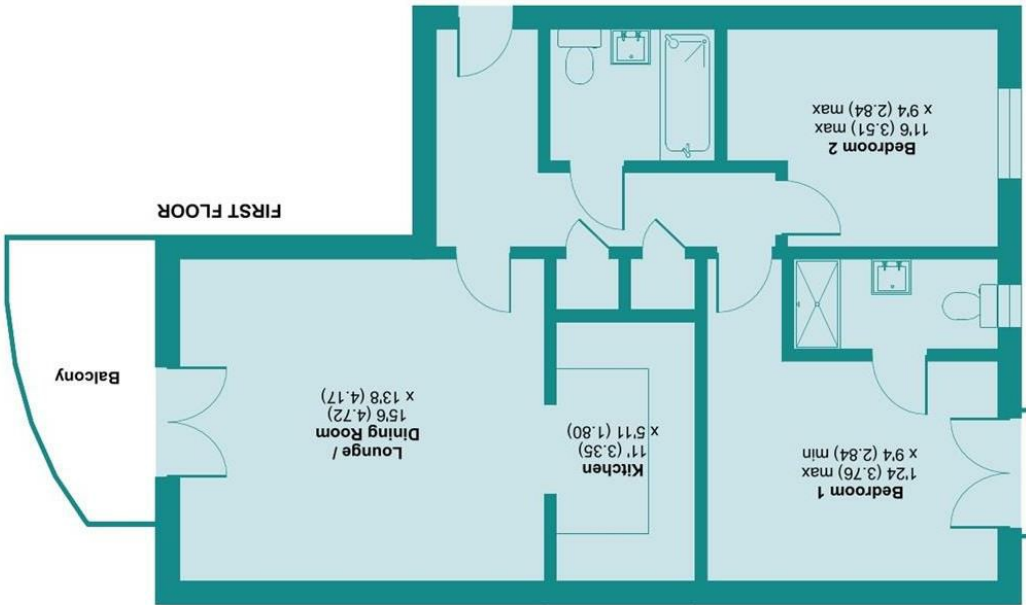 Bedroom 1
1'24 (3.76) max
x 9'4 (2.84) min
Kitchen
11' (3.35)
x 5'11 (1.80)
Lounge /
Dining Room
15'6 (4.72)
x 13'8 (4.17)
Balcony
Bedroom 2
11'6 (3.51) max
x 9'4 (2.84) max
FIRST FLOOR